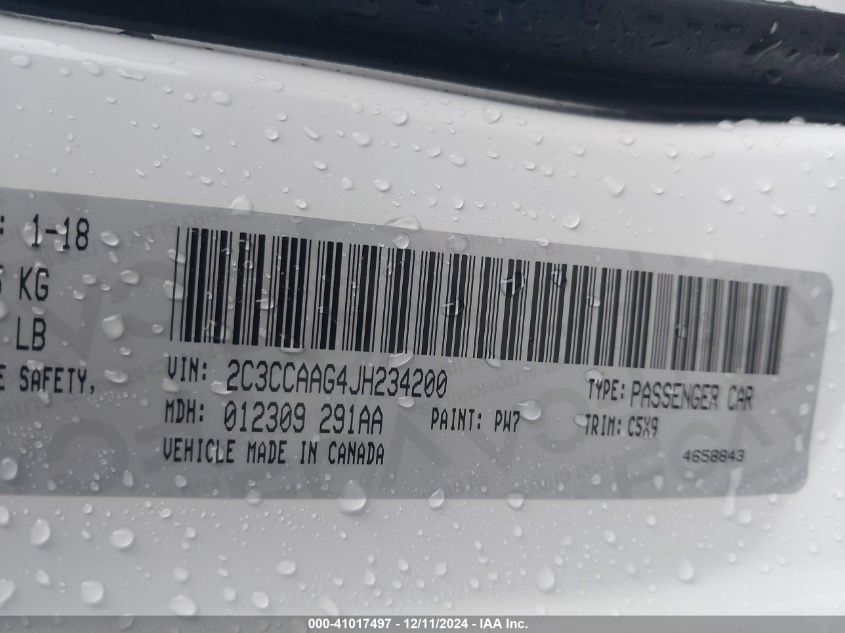 : 1-18
KG
LB
E SAFETY,
VIN: 2C3CCAAG4JH234200
TYPE: PASSENGER CAR
MDH: 012309 291AA
PAINT: PW7
TRIM: C5X9
VEHICLE MADE IN CANADA
4658843
000-41017497 - 12/11/2024 - IAA Inc.